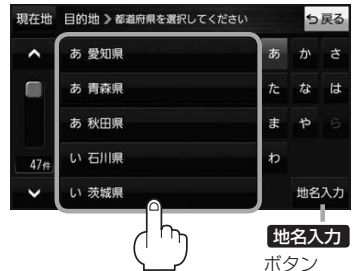 現在地 目的地 》都道府県を選択してください 戻る
あ 愛知県 あ か さ
あ 青森県 た な は
あ 秋田県 ま や ら
い 石川県 わ
47件
い 茨城県 地名入力
地名入力
ボタン